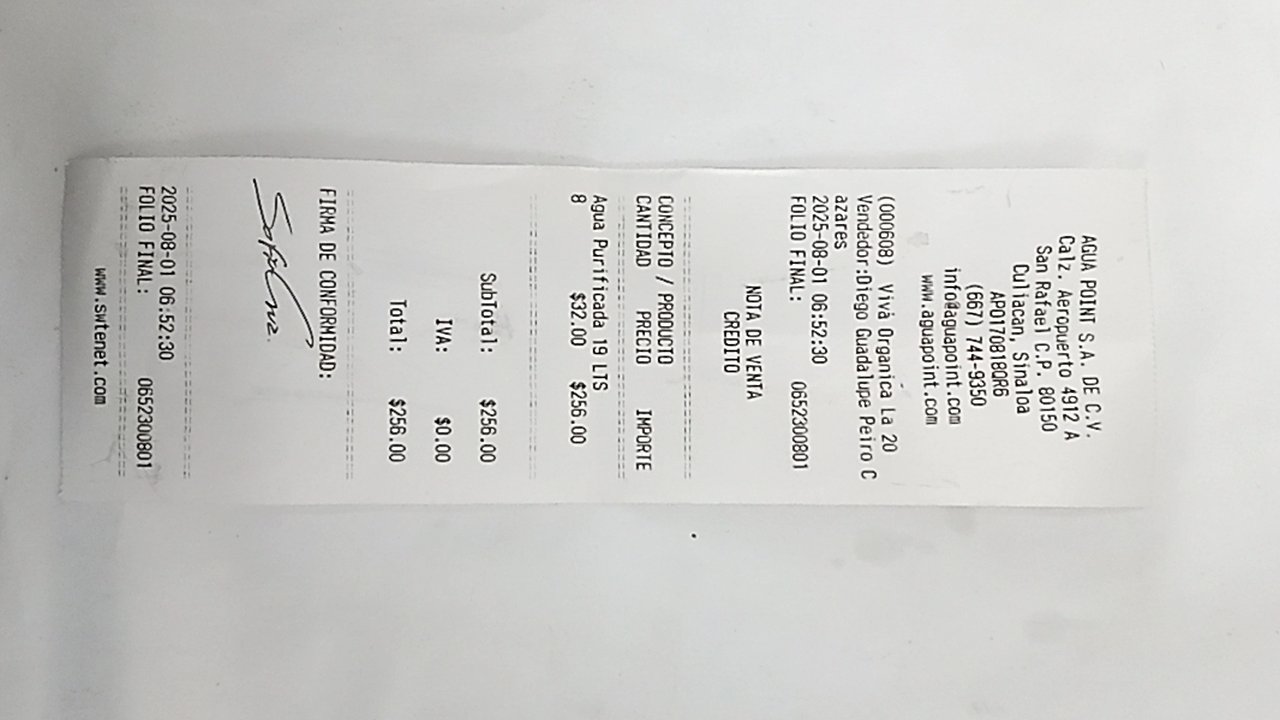 AGUA POINT S.A. DE C.V.
Calz. Aeropuerto 4912 A
San Rafael C.P. 80150
Culiacan, Sinaloa
APO170818QR6
(667) 744-9350
info@aguapoint.com
www.aguapoint.com
(000608) Vivà Organica La 20
Vendedor:Diego Guadalupe Peiro C
azares
2025-08-01 06:52:30
FOLIO FINAL: 0652300801
NOTA DE VENTA
CREDITO
CONCEPTO / PRODUCTO
CANTIDAD PRECIO IMPORTE
Agua Purificada 19 LTS
8 $32.00 $256.00
SubTotal: $256.00
IVA: $0.00
Total: $256.00
FIRMA DE CONFORMIDAD:
2025-08-01 06:52:30
FOLIO FINAL: 0652300801
www.swtenet.com